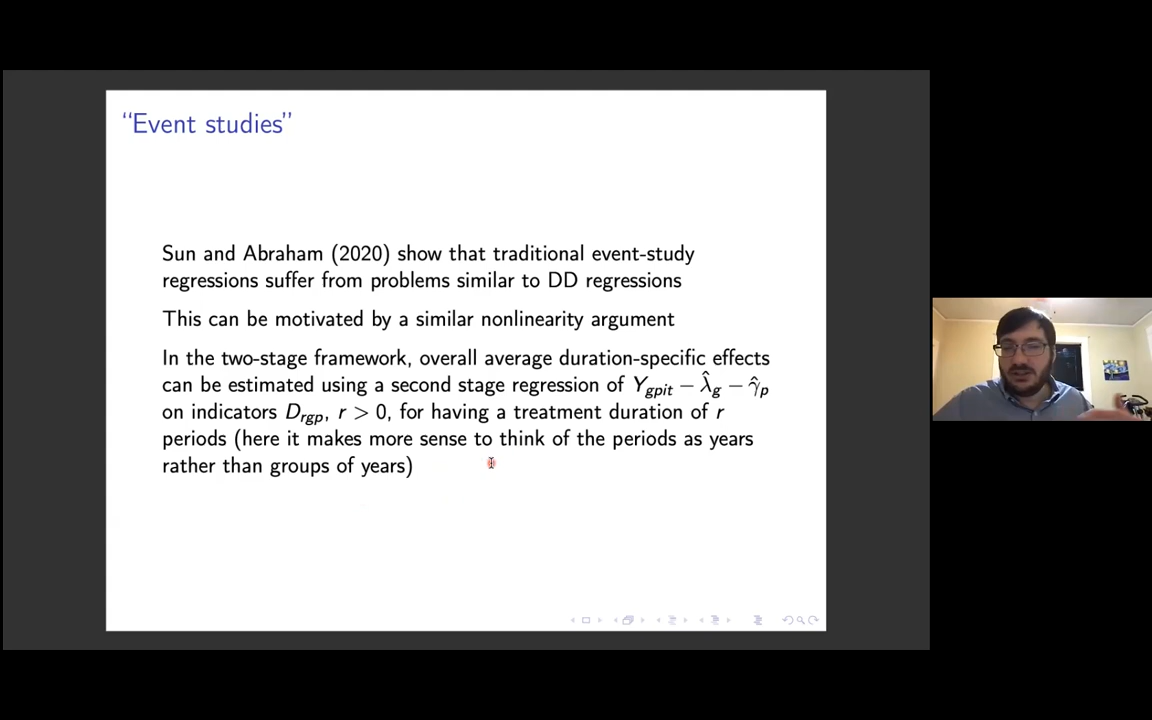 “Event studies”
Sun and Abraham (2020) show that traditional event-study
regressions suffer from problems similar to DD regressions
This can be motivated by a similar nonlinearity argument
In the two-stage framework, overall average duration-specific effects
can be estimated using a second stage regression of Y_gpit − λ̂_g − γ̂_p
on indicators D_rgp, r > 0, for having a treatment duration of r
periods (here it makes more sense to think of the periods as years
rather than groups of years)